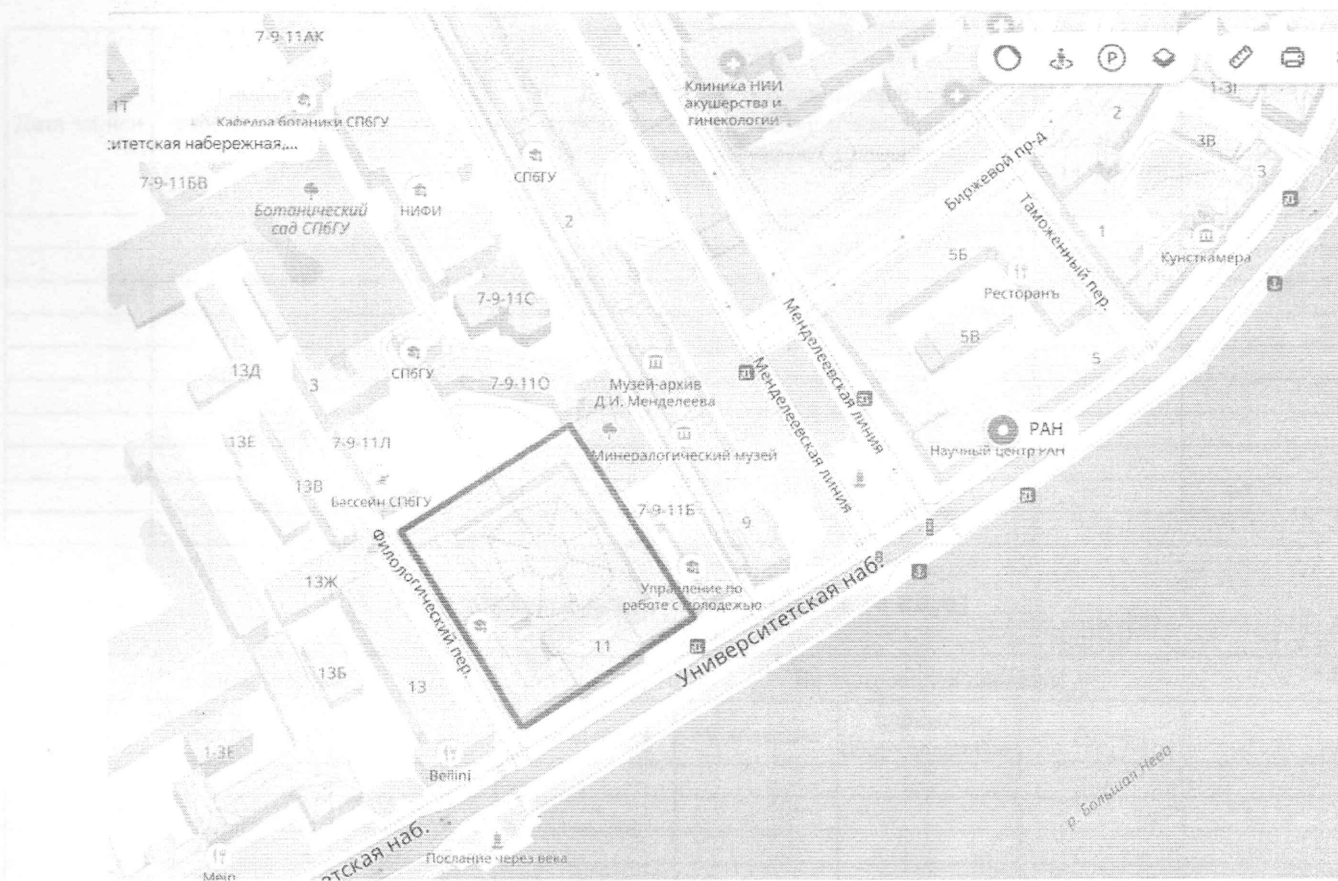 7-9-11АК
Клиника НИИ
акушерства и
гинекологии
P
1-3І
2
3В
3
1Т
Кафедра ботаники СПбГУ
:итетская набережная,...
СПбГУ
7-9-11БВ
Ботанический
сад СПбГУ
НИФИ
2
Биржевой пр-д
Таможенный пер.
1
Кунсткамера
5Б
Ресторанъ
7-9-11С
5В
5
13Д
3
СПбГУ
7-9-11О
Музей-архив
Д.И. Менделеева
Менделеевская линия
Менделеевская линия
РАН
Научный центр РАН
13Е
7-9-11Л
Минералогический музей
13В
Бассейн СПбГУ
7-9-11Б
9
Филологический пер.
13Ж
Управление по
работе с молодежью
11
Университетская наб.
13Б
13
1-3Е
Bellini
р. Большая Нева
Послание через века
етская наб.
Mein